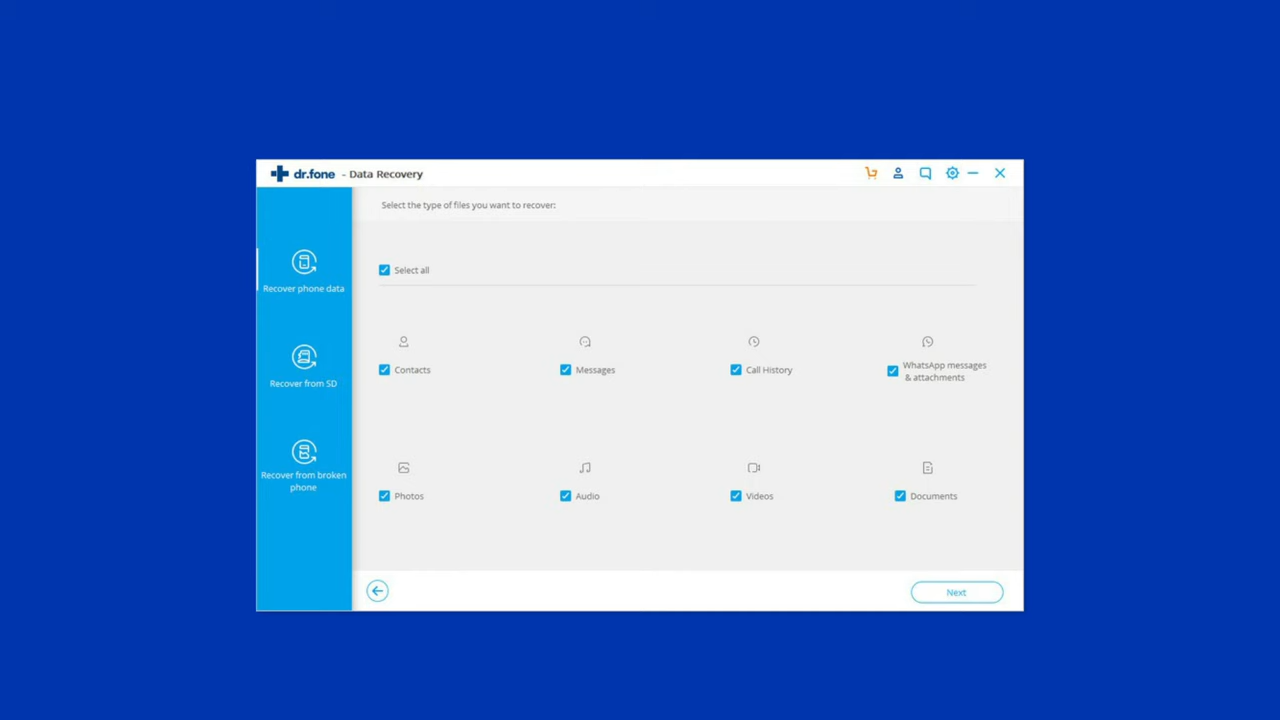 dr.fone - Data Recovery
Select the type of files you want to recover:
Recover phone data
Recover from SD
Recover from broken
phone
Select all
Contacts
Messages
Call History
WhatsApp messages
& attachments
Photos
Audio
Videos
Documents
Next